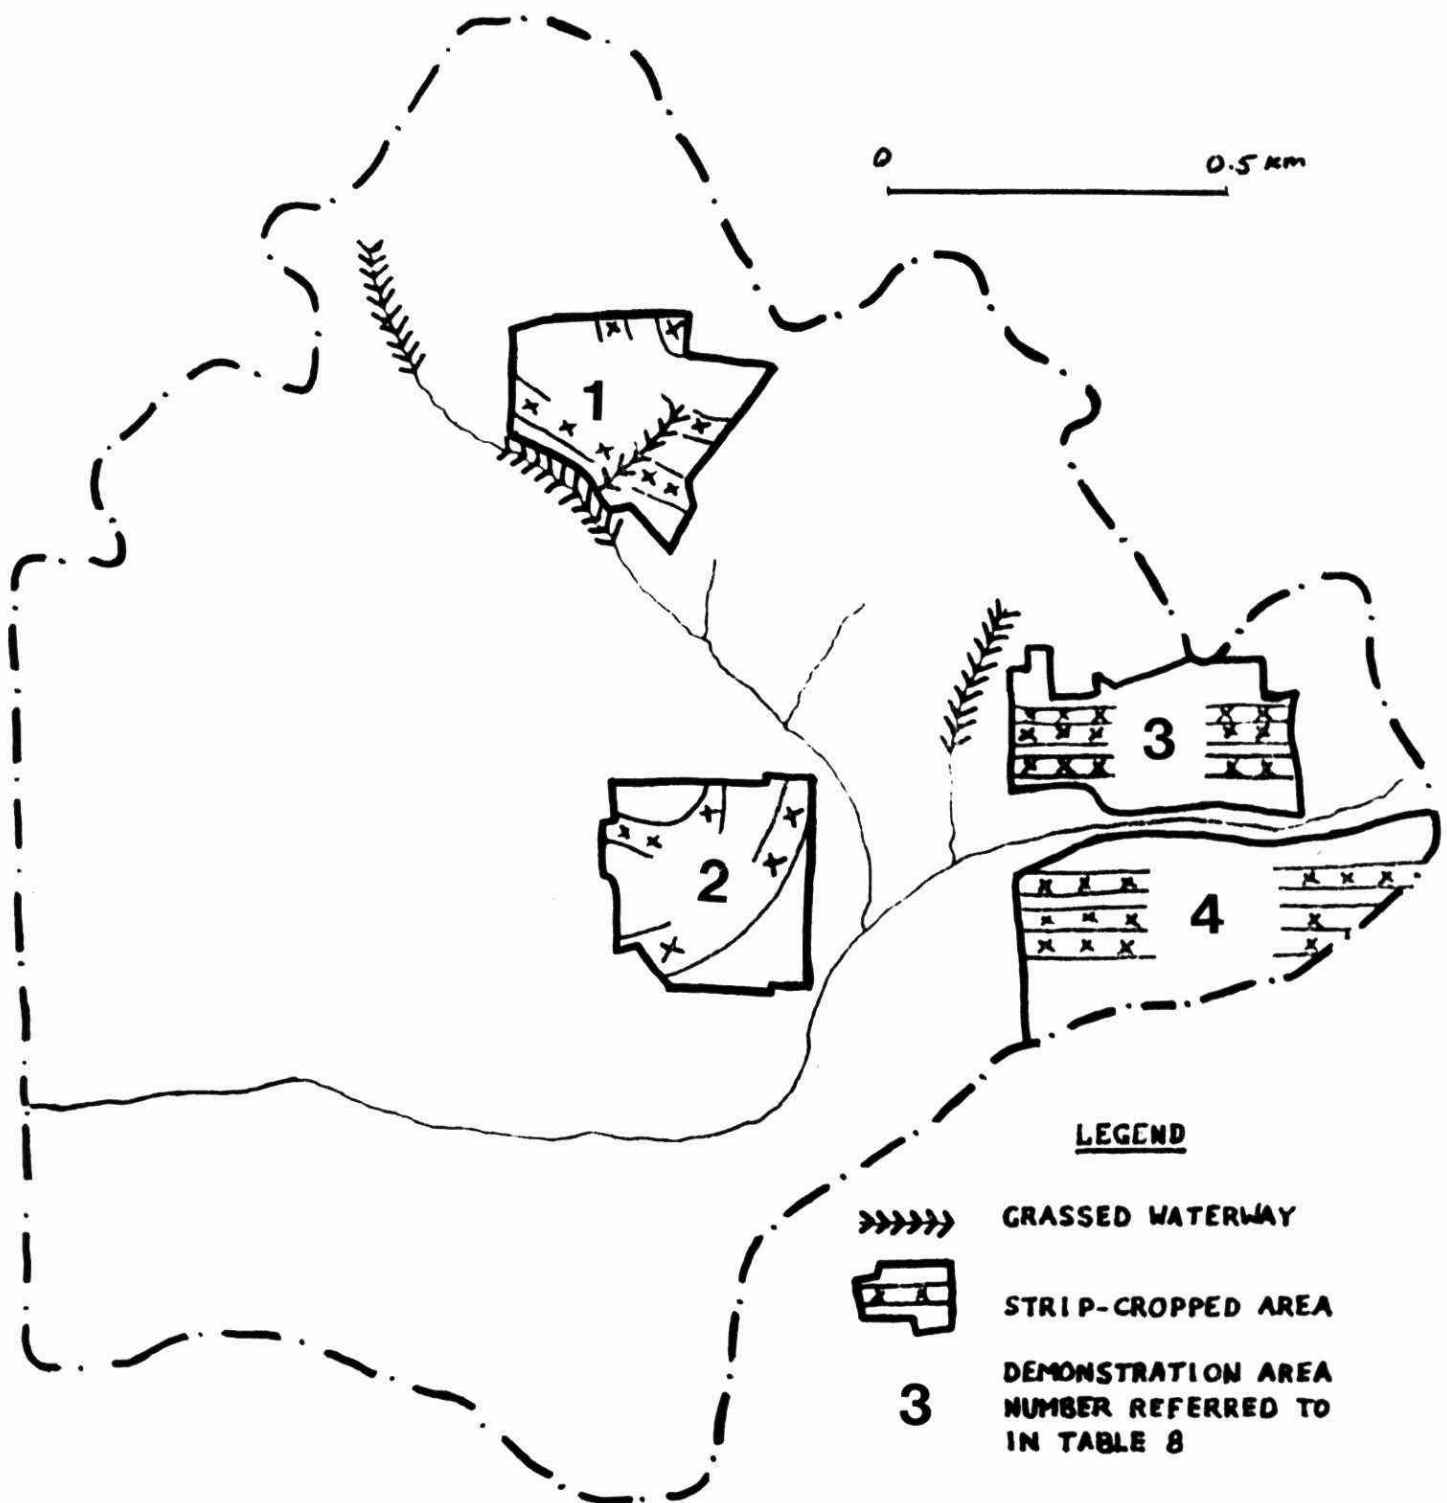 0 0.5 km
1
3
2
4
LEGEND
GRASSED WATERWAY
STRIP-CROPPED AREA
3
DEMONSTRATION AREA
NUMBER REFERRED TO
IN TABLE 8